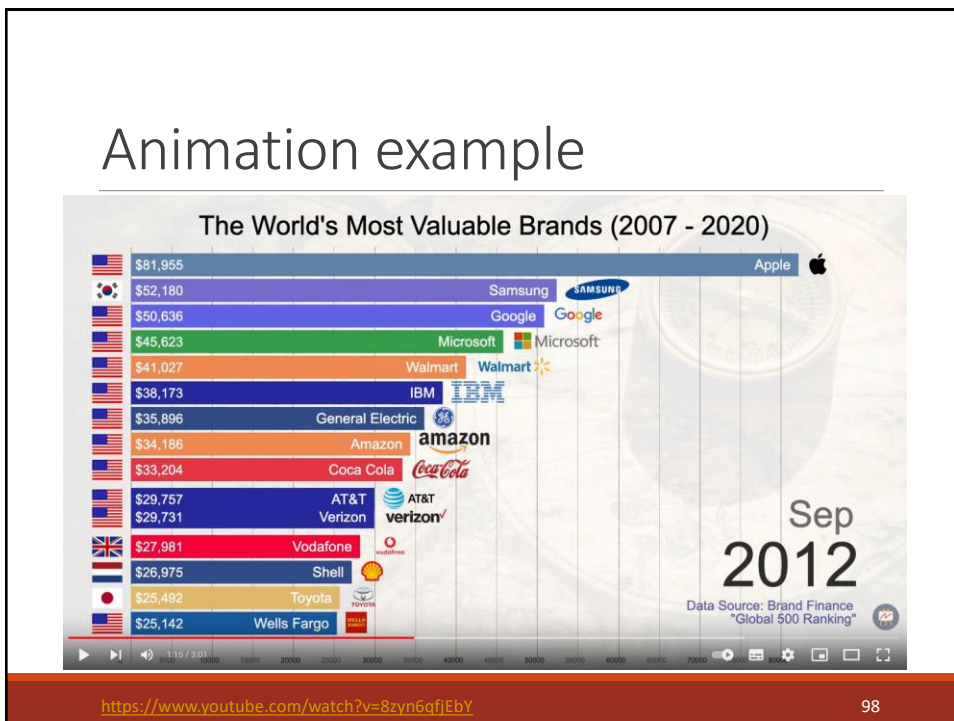 Animation example
The World's Most Valuable Brands (2007 - 2020)
$81,955 Apple
$52,180 Samsung SAMSUNG
$50,636 Google Google
$45,623 Microsoft Microsoft
$41,027 Walmart Walmart
$38,173 IBM IBM
$35,896 General Electric
$34,186 Amazon amazon
$33,204 Coca Cola Coca-Cola
$29,757 AT&T AT&T
$29,731 Verizon verizon
$27,981 Vodafone vodafone
$26,975 Shell
$25,492 Toyota TOYOTA
$25,142 Wells Fargo WELLS FARGO
Sep
2012
Data Source: Brand Finance
"Global 500 Ranking"
1:15 / 3:01
5000 10000 15000 20000 25000 30000 35000 40000 45000 50000 55000 60000 65000 70000
https://www.youtube.com/watch?v=8zyn6qfjEbY 98